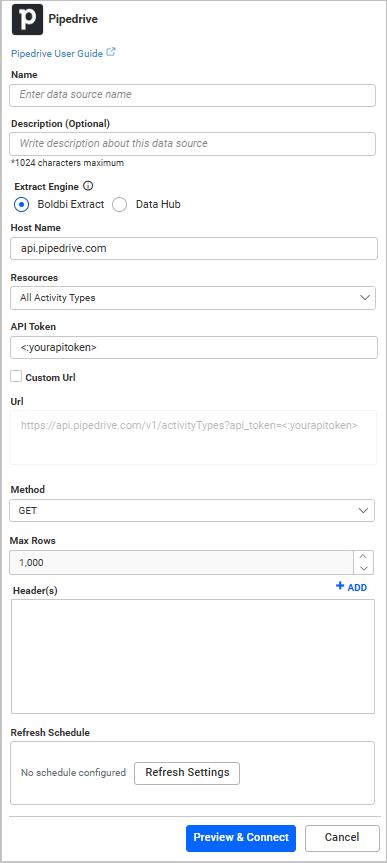 p Pipedrive
Pipedrive User Guide
Name
Enter data source name
Description (Optional)
Write description about this data source
*1024 characters maximum
Extract Engine
Boldbi Extract Data Hub
Host Name
api.pipedrive.com
Resources
All Activity Types
API Token
<:yourapitoken>
Custom Url
Url
https://api.pipedrive.com/v1/activityTypes?api_token=<:yourapitoken>
Method
GET
Max Rows
1,000
Header(s) + ADD
Refresh Schedule
No schedule configured Refresh Settings
Preview & Connect Cancel